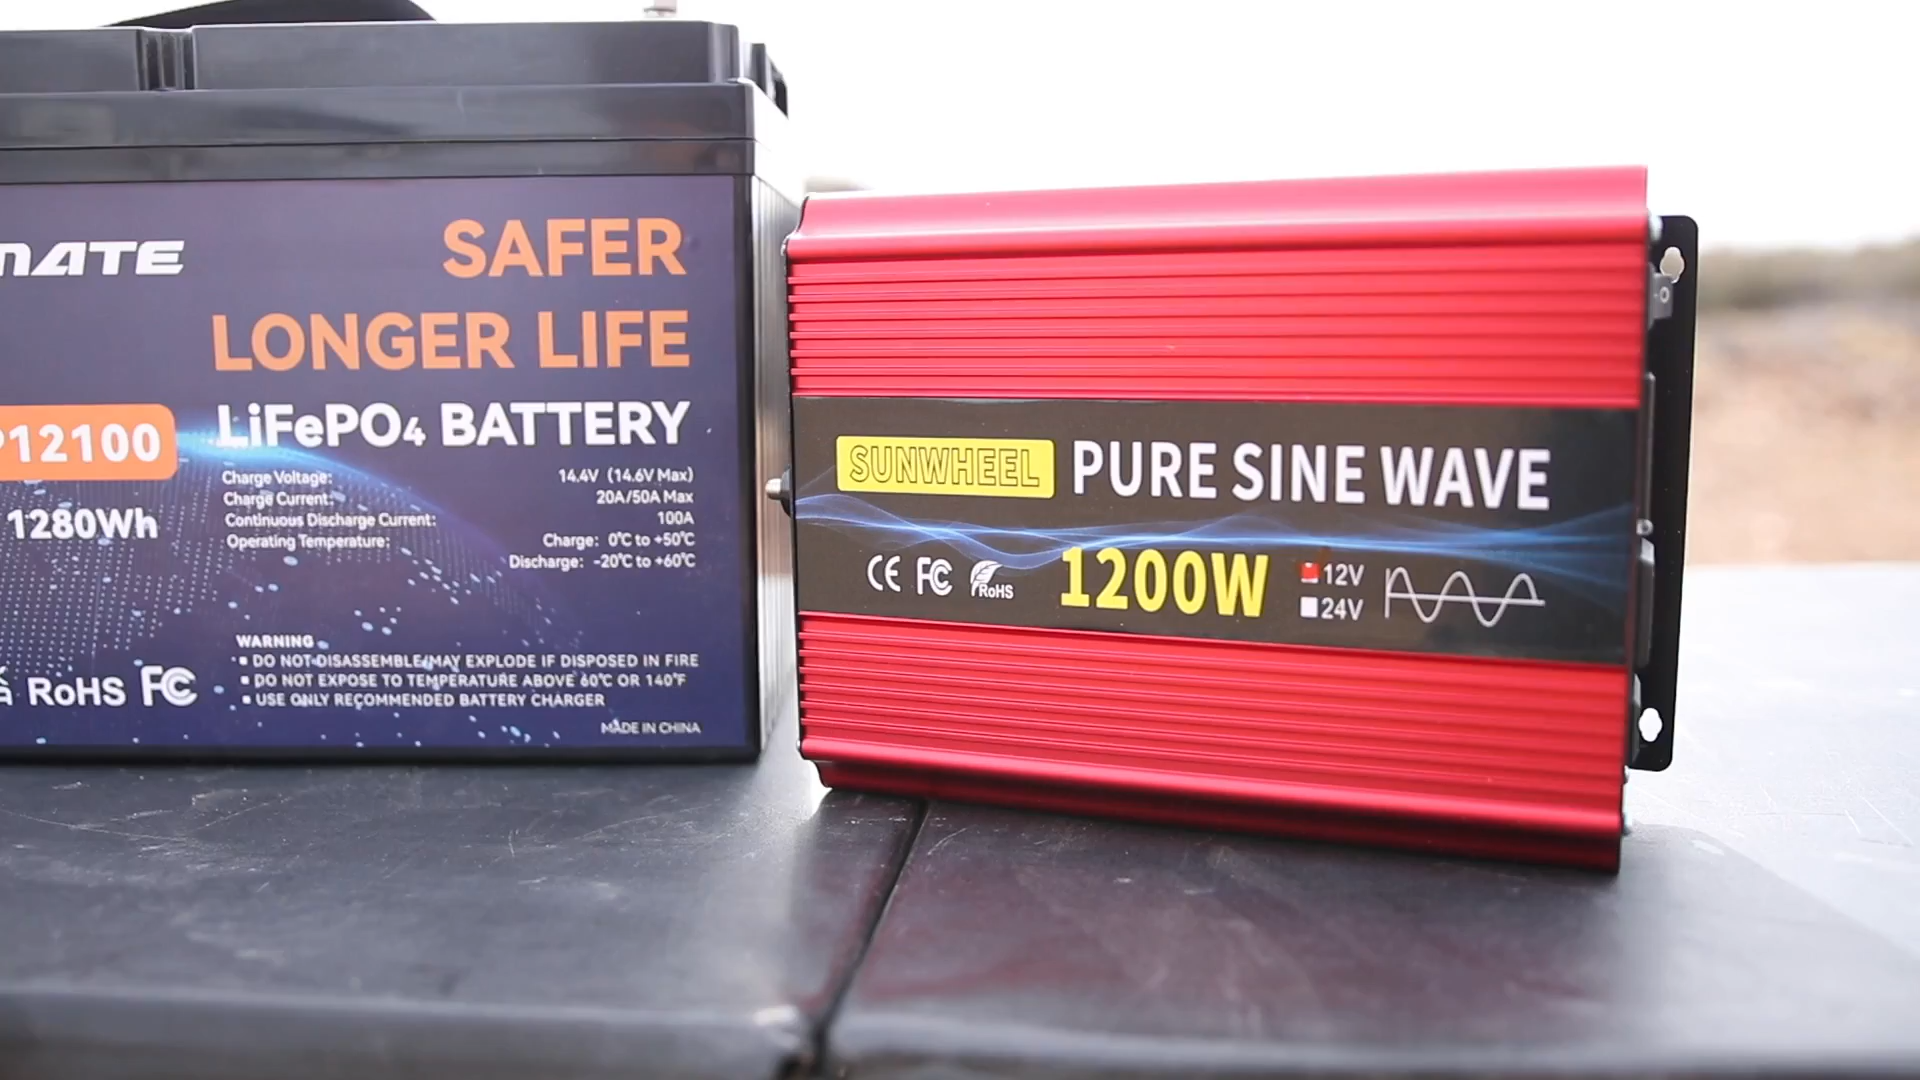 SAFER
LONGER LIFE
LiFePO4 BATTERY
12100
1280Wh
Charge Voltage: 14.4V (14.6V Max)
Charge Current: 20A/50A Max
Continuous Discharge Current: 100A
Operating Temperature: Charge: 0℃ to +50℃
Discharge: -20℃ to +60℃
WARNING
▪ DO NOT DISASSEMBLE/MAY EXPLODE IF DISPOSED IN FIRE
▪ DO NOT EXPOSE TO TEMPERATURE ABOVE 60℃ OR 140℉
▪ USE ONLY RECOMMENDED BATTERY CHARGER
RoHS FC
MADE IN CHINA
SUNWHEEL PURE SINE WAVE
CE FC RoHS 1200W 12V
24V